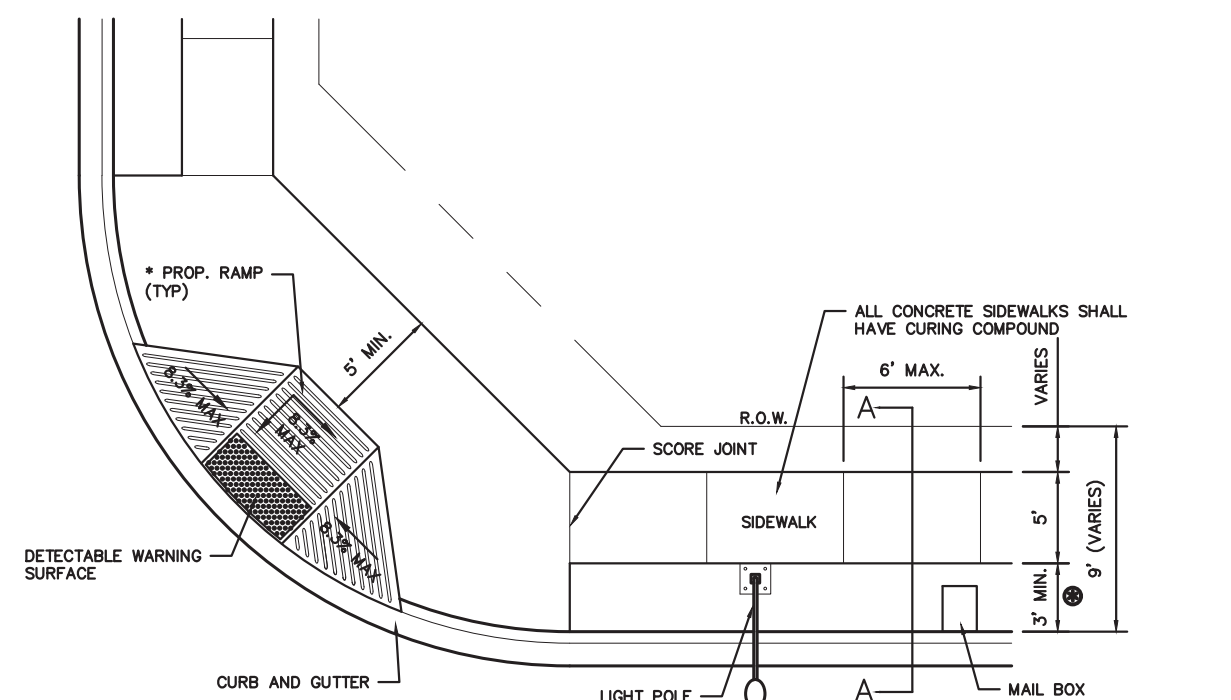 * PROP. RAMP
(TYP)
5' MIN.
ALL CONCRETE SIDEWALKS SHALL
HAVE CURING COMPOUND
VARIES
6' MAX.
A
R.O.W.
8.3% MAX
8.3%
MAX
8.3% MAX
SCORE JOINT
SIDEWALK
5'
9' (VARIES)
DETECTABLE WARNING
SURFACE
3' MIN.
CURB AND GUTTER
LIGHT POLE
A
MAIL BOX